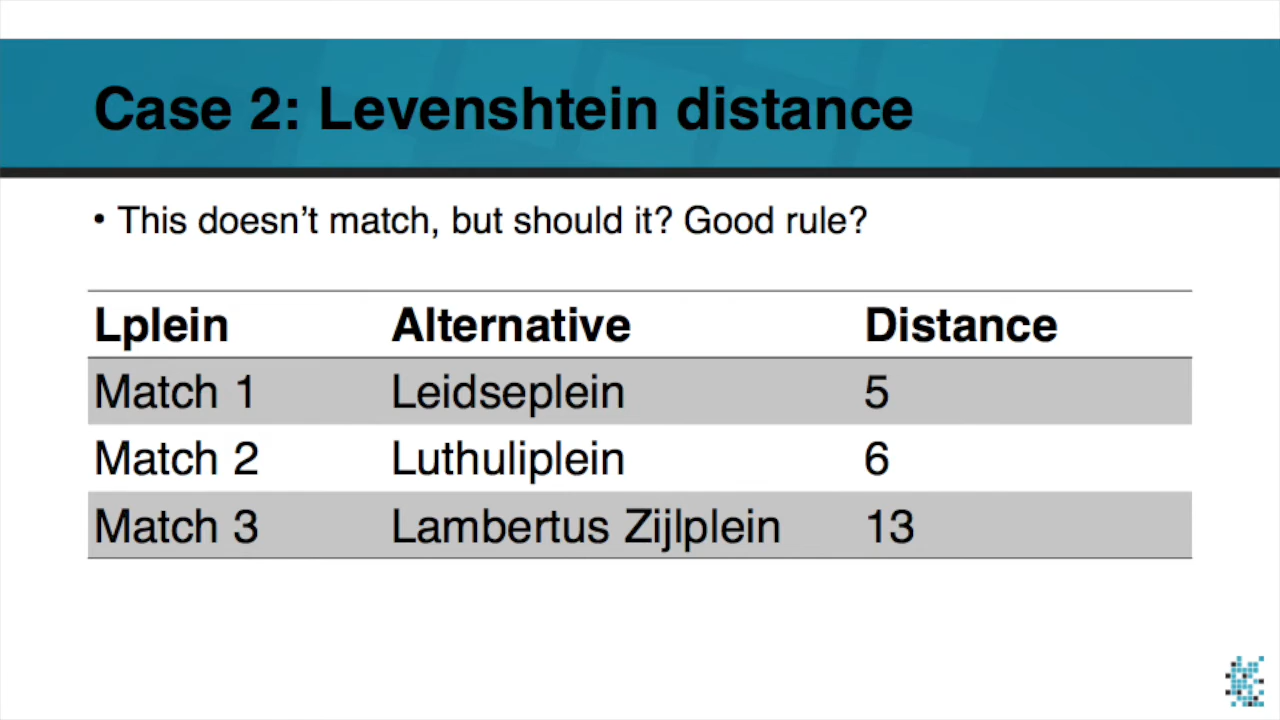 Case 2: Levenshtein distance
• This doesn't match, but should it? Good rule?
Lplein Alternative Distance
Match 1 Leidseplein 5
Match 2 Luthuliplein 6
Match 3 Lambertus Zijlplein 13